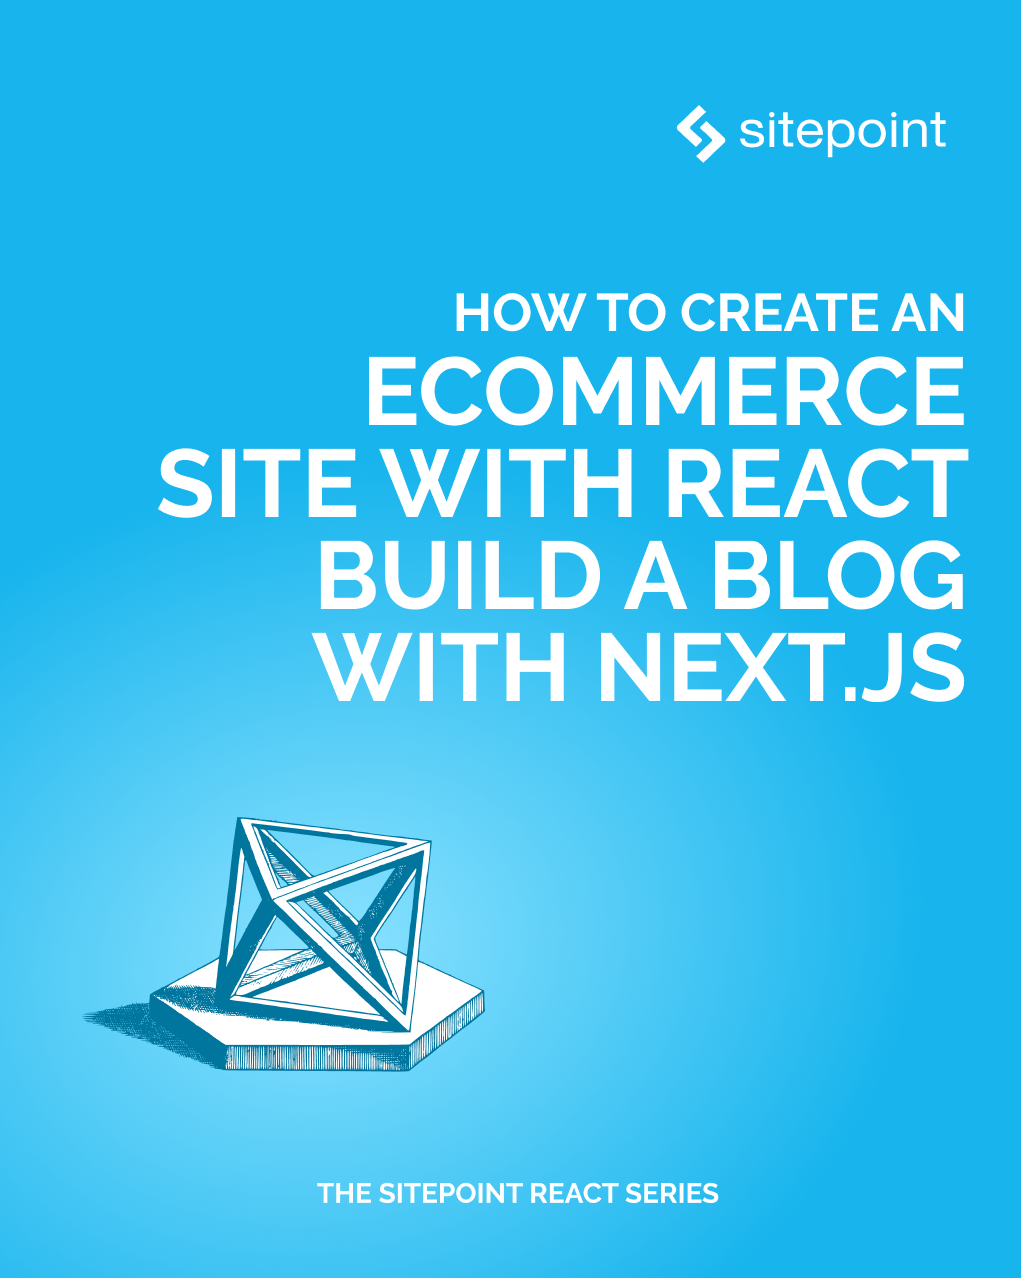 sitepoint
HOW TO CREATE AN
ECOMMERCE
SITE WITH REACT
BUILD A BLOG
WITH NEXT.JS
THE SITEPOINT REACT SERIES